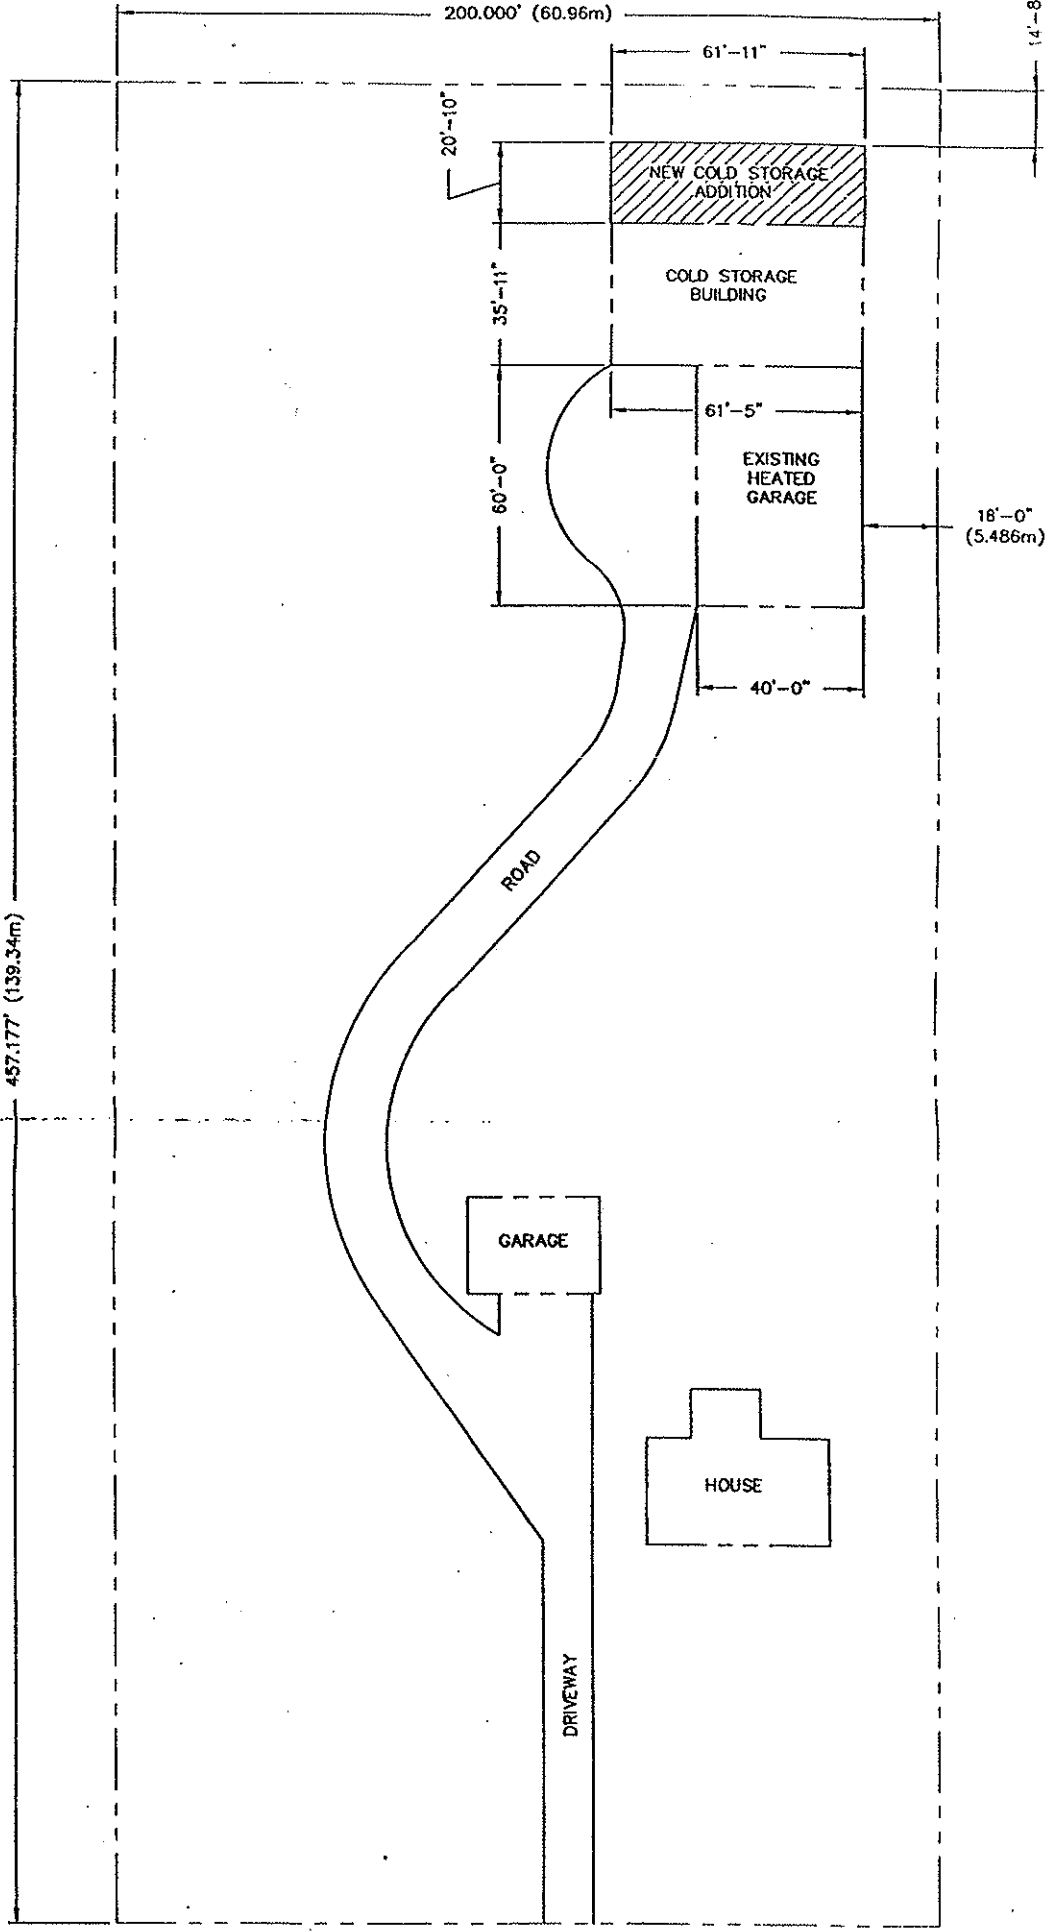 200.000' (60.96m)
14'-8
61'-11"
20'-10"
NEW COLD STORAGE
ADDITION
35'-11"
COLD STORAGE
BUILDING
61'-5"
60'-0"
EXISTING
HEATED
GARAGE
18'-0"
(5.486m)
40'-0"
ROAD
457.177' (139.34m)
GARAGE
HOUSE
DRIVEWAY